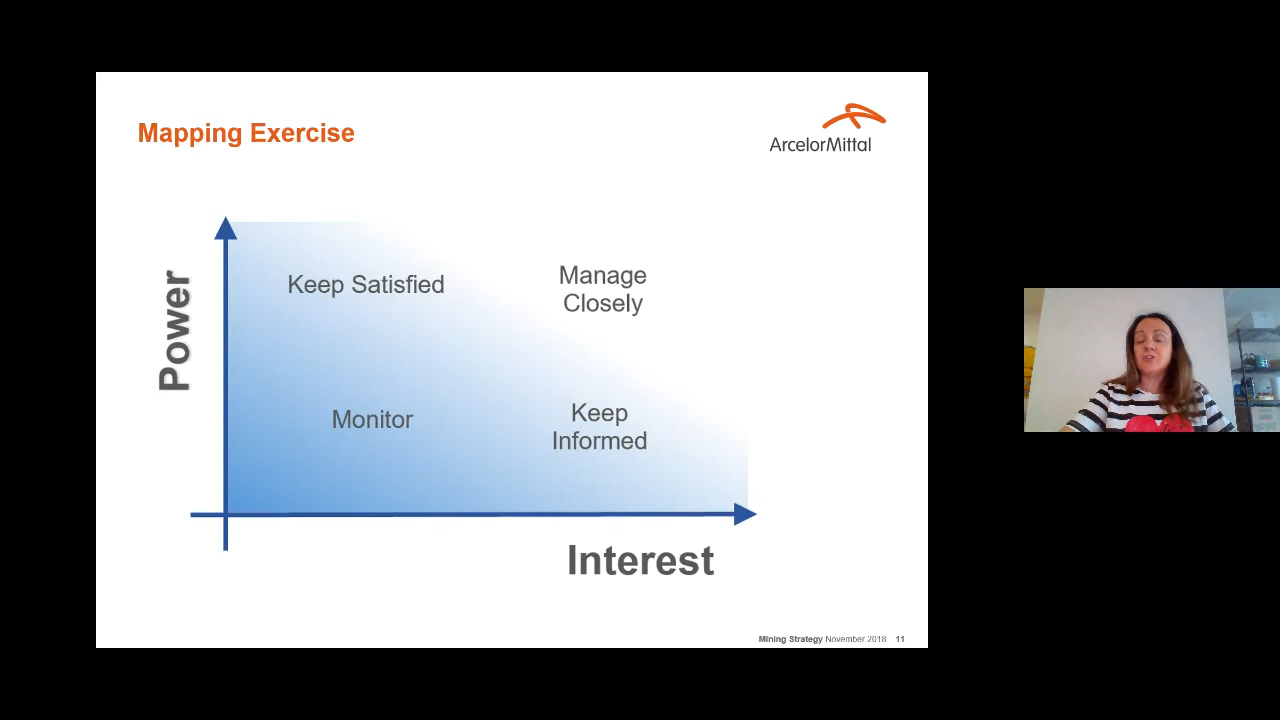 Mapping Exercise
ArcelorMittal
Power
Keep Satisfied
Manage
Closely
Monitor
Keep
Informed
Interest
Mining Strategy November 2018 11